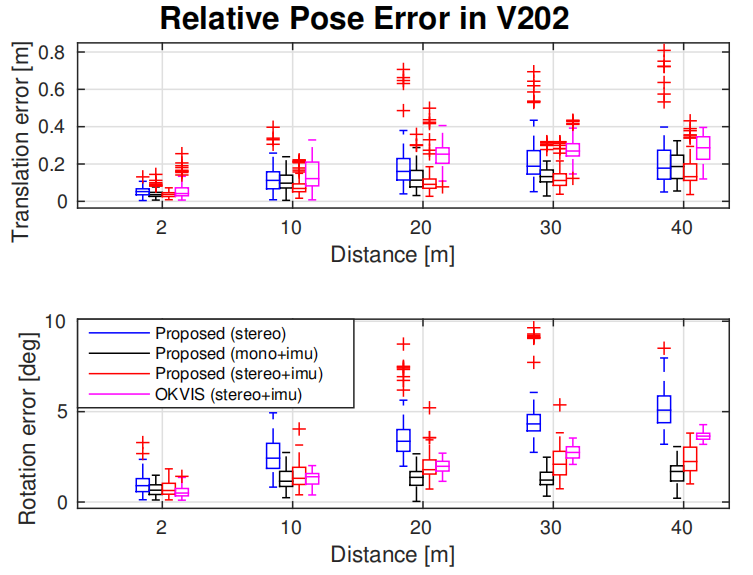 Relative Pose Error in V202
Translation error [m]
0.8
0.6
0.4
0.2
0
2 10 20 30 40
Distance [m]
Rotation error [deg]
10
5
0
Proposed (stereo)
Proposed (mono+imu)
Proposed (stereo+imu)
OKVIS (stereo+imu)
2 10 20 30 40
Distance [m]